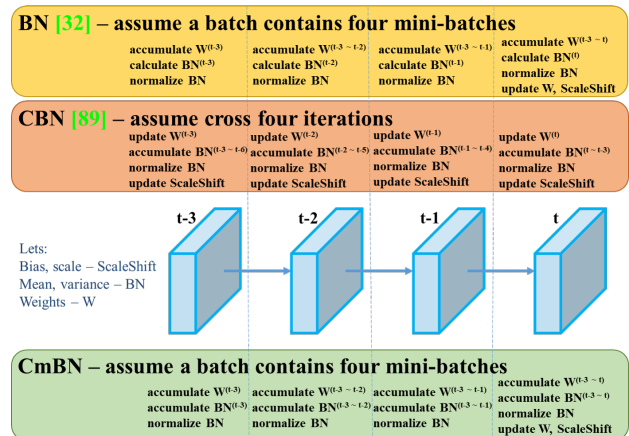 BN [32] – assume a batch contains four mini-batches
accumulate W(t-3) accumulate W(t-3 ~ t-2) accumulate W(t-3 ~ t-1) accumulate W(t-3 ~ t)
calculate BN(t-3) calculate BN(t-2) calculate BN(t-1) calculate BN(t)
normalize BN normalize BN normalize BN normalize BN
update W, ScaleShift
CBN [89] – assume cross four iterations
update W(t-3) update W(t-2) update W(t-1) update W(t)
accumulate BN(t-3 ~ t-6) accumulate BN(t-2 ~ t-5) accumulate BN(t-1 ~ t-4) accumulate BN(t ~ t-3)
normalize BN normalize BN normalize BN normalize BN
update ScaleShift update ScaleShift update ScaleShift update ScaleShift
t-3 t-2 t-1 t
Lets:
Bias, scale – ScaleShift
Mean, variance – BN
Weights – W
CmBN – assume a batch contains four mini-batches
accumulate W(t-3) accumulate W(t-3 ~ t-2) accumulate W(t-3 ~ t-1) accumulate W(t-3 ~ t)
accumulate BN(t-3) accumulate BN(t-3 ~ t-2) accumulate BN(t-3 ~ t-1) accumulate BN(t-3 ~ t)
normalize BN normalize BN normalize BN normalize BN
update W, ScaleShift